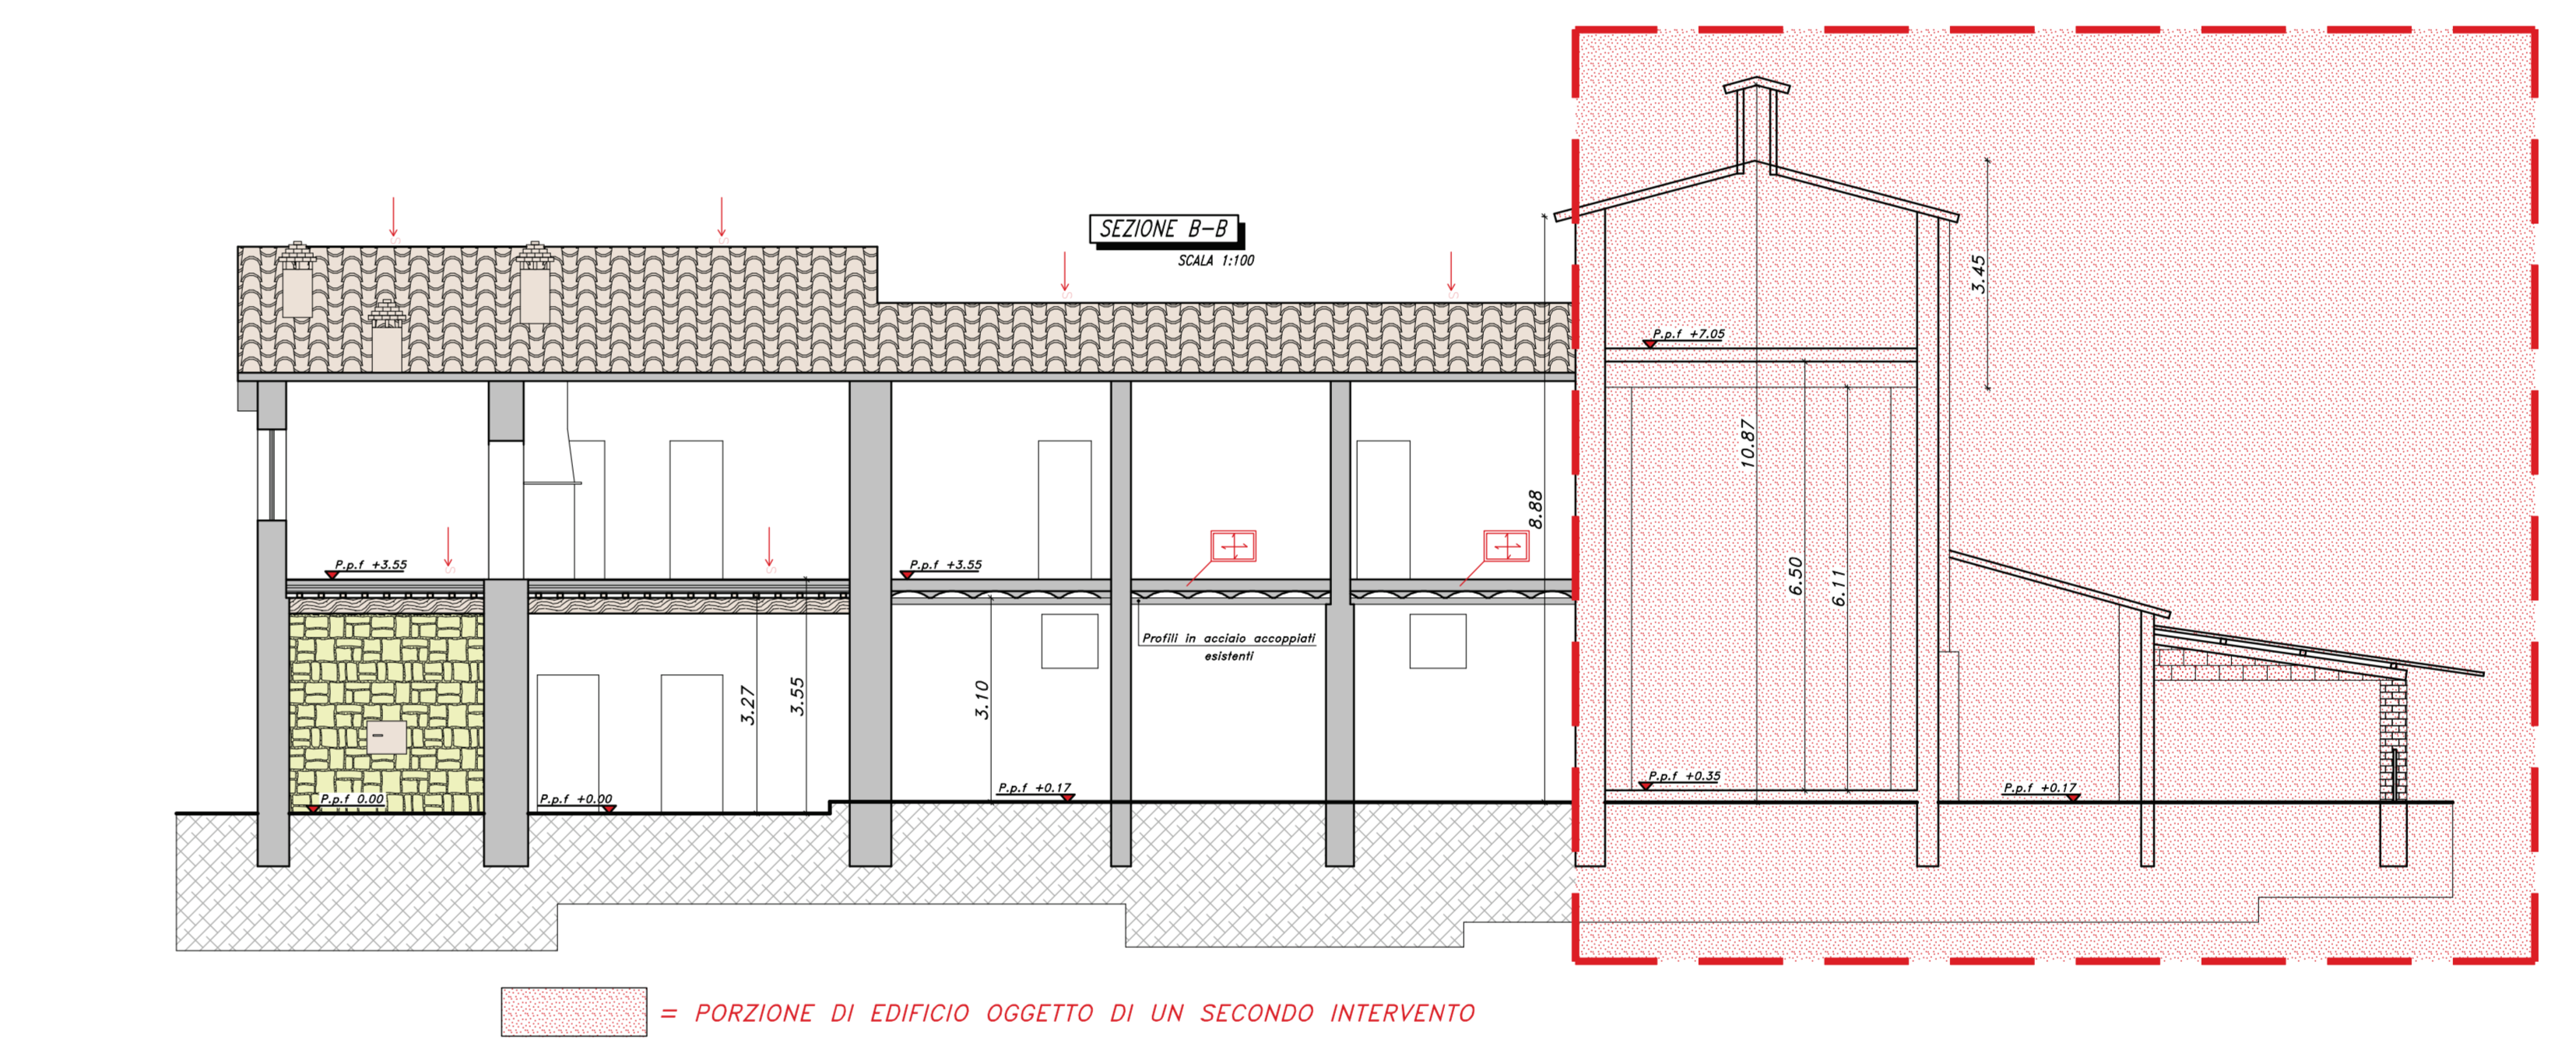 SEZIONE B-B
SCALA 1:100
S
S
S
S
3.45
P.p.f +7.05
10.87
8.88
P.p.f +3.55
S
S
P.p.f +3.55
1
1
6.50
6.11
Profili in acciaio accoppiati
esistenti
3.27
3.55
3.10
P.p.f 0.00
P.p.f +0.00
P.p.f +0.17
P.p.f +0.35
P.p.f +0.17
= PORZIONE DI EDIFICIO OGGETTO DI UN SECONDO INTERVENTO